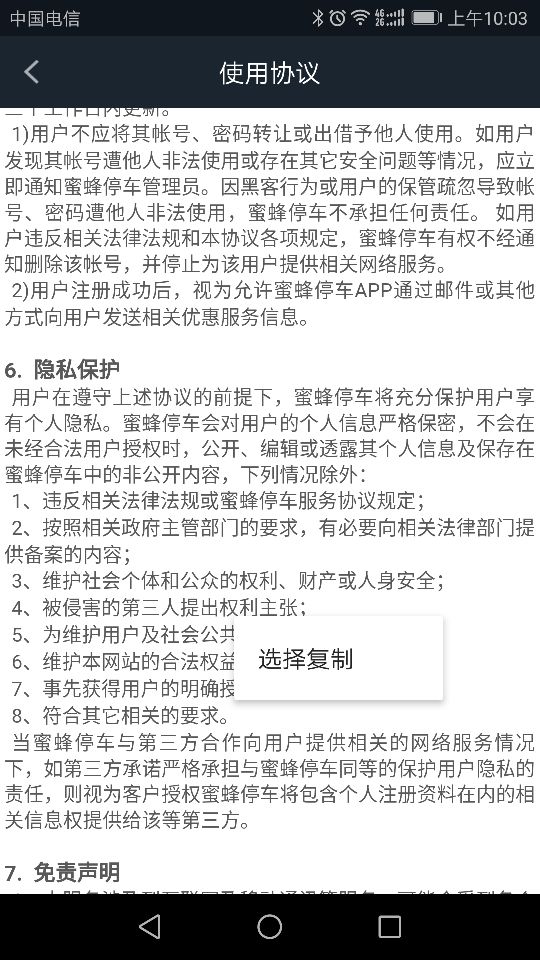 中国电信
4G 2G
上午10:03
使用协议
三个工作日内更新。
1)用户不应将其帐号、密码转让或出借予他人使用。如用户
发现其帐号遭他人非法使用或存在其它安全问题等情况，应立
即通知蜜蜂停车管理员。因黑客行为或用户的保管疏忽导致帐
号、密码遭他人非法使用，蜜蜂停车不承担任何责任。 如用
户违反相关法律法规和本协议各项规定，蜜蜂停车有权不经通
知删除该帐号，并停止为该用户提供相关网络服务。
2)用户注册成功后，视为允许蜜蜂停车APP通过邮件或其他
方式向用户发送相关优惠服务信息。
6. 隐私保护
用户在遵守上述协议的前提下，蜜蜂停车将充分保护用户享
有个人隐私。蜜蜂停车会对用户的个人信息严格保密，不会在
未经合法用户授权时，公开、编辑或透露其个人信息及保存在
蜜蜂停车中的非公开内容，下列情况除外：
1、违反相关法律法规或蜜蜂停车服务协议规定；
2、按照相关政府主管部门的要求，有必要向相关法律部门提
供备案的内容；
3、维护社会个体和公众的权利、财产或人身安全；
4、被侵害的第三人提出权利主张；
5、为维护用户及社会公共
6、维护本网站的合法权益
选择复制
7、事先获得用户的明确授
8、符合其它相关的要求。
当蜜蜂停车与第三方合作向用户提供相关的网络服务情况
下，如第三方承诺严格承担与蜜蜂停车同等的保护用户隐私的
责任，则视为客户授权蜜蜂停车将包含个人注册资料在内的相
关信息权提供给该等第三方。
7. 免责声明